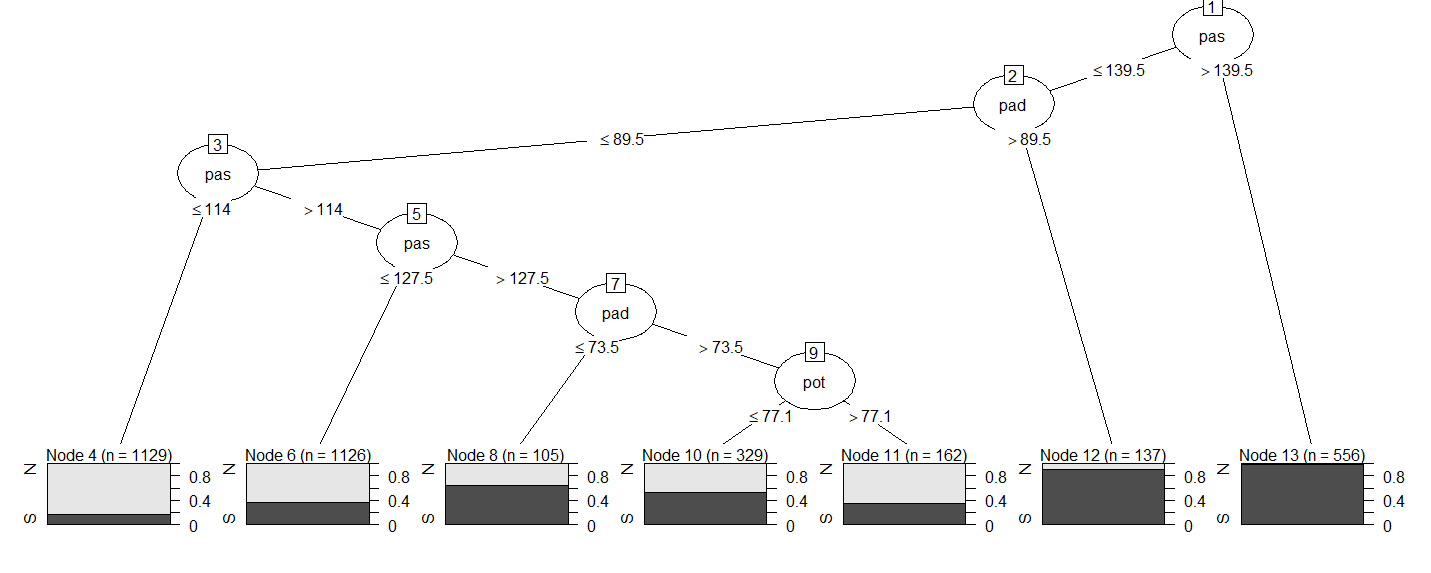 1
pas
≤ 139.5
> 139.5
2
pad
≤ 89.5
> 89.5
3
pas
≤ 114
> 114
5
pas
≤ 127.5
> 127.5
7
pad
≤ 73.5
> 73.5
9
pot
≤ 77.1
> 77.1
Node 4 (n = 1129)
N
S
0.8
0.4
0
Node 6 (n = 1126)
N
S
0.8
0.4
0
Node 8 (n = 105)
N
S
0.8
0.4
0
Node 10 (n = 329)
N
S
0.8
0.4
0
Node 11 (n = 162)
N
S
0.8
0.4
0
Node 12 (n = 137)
N
S
0.8
0.4
0
Node 13 (n = 556)
N
S
0.8
0.4
0